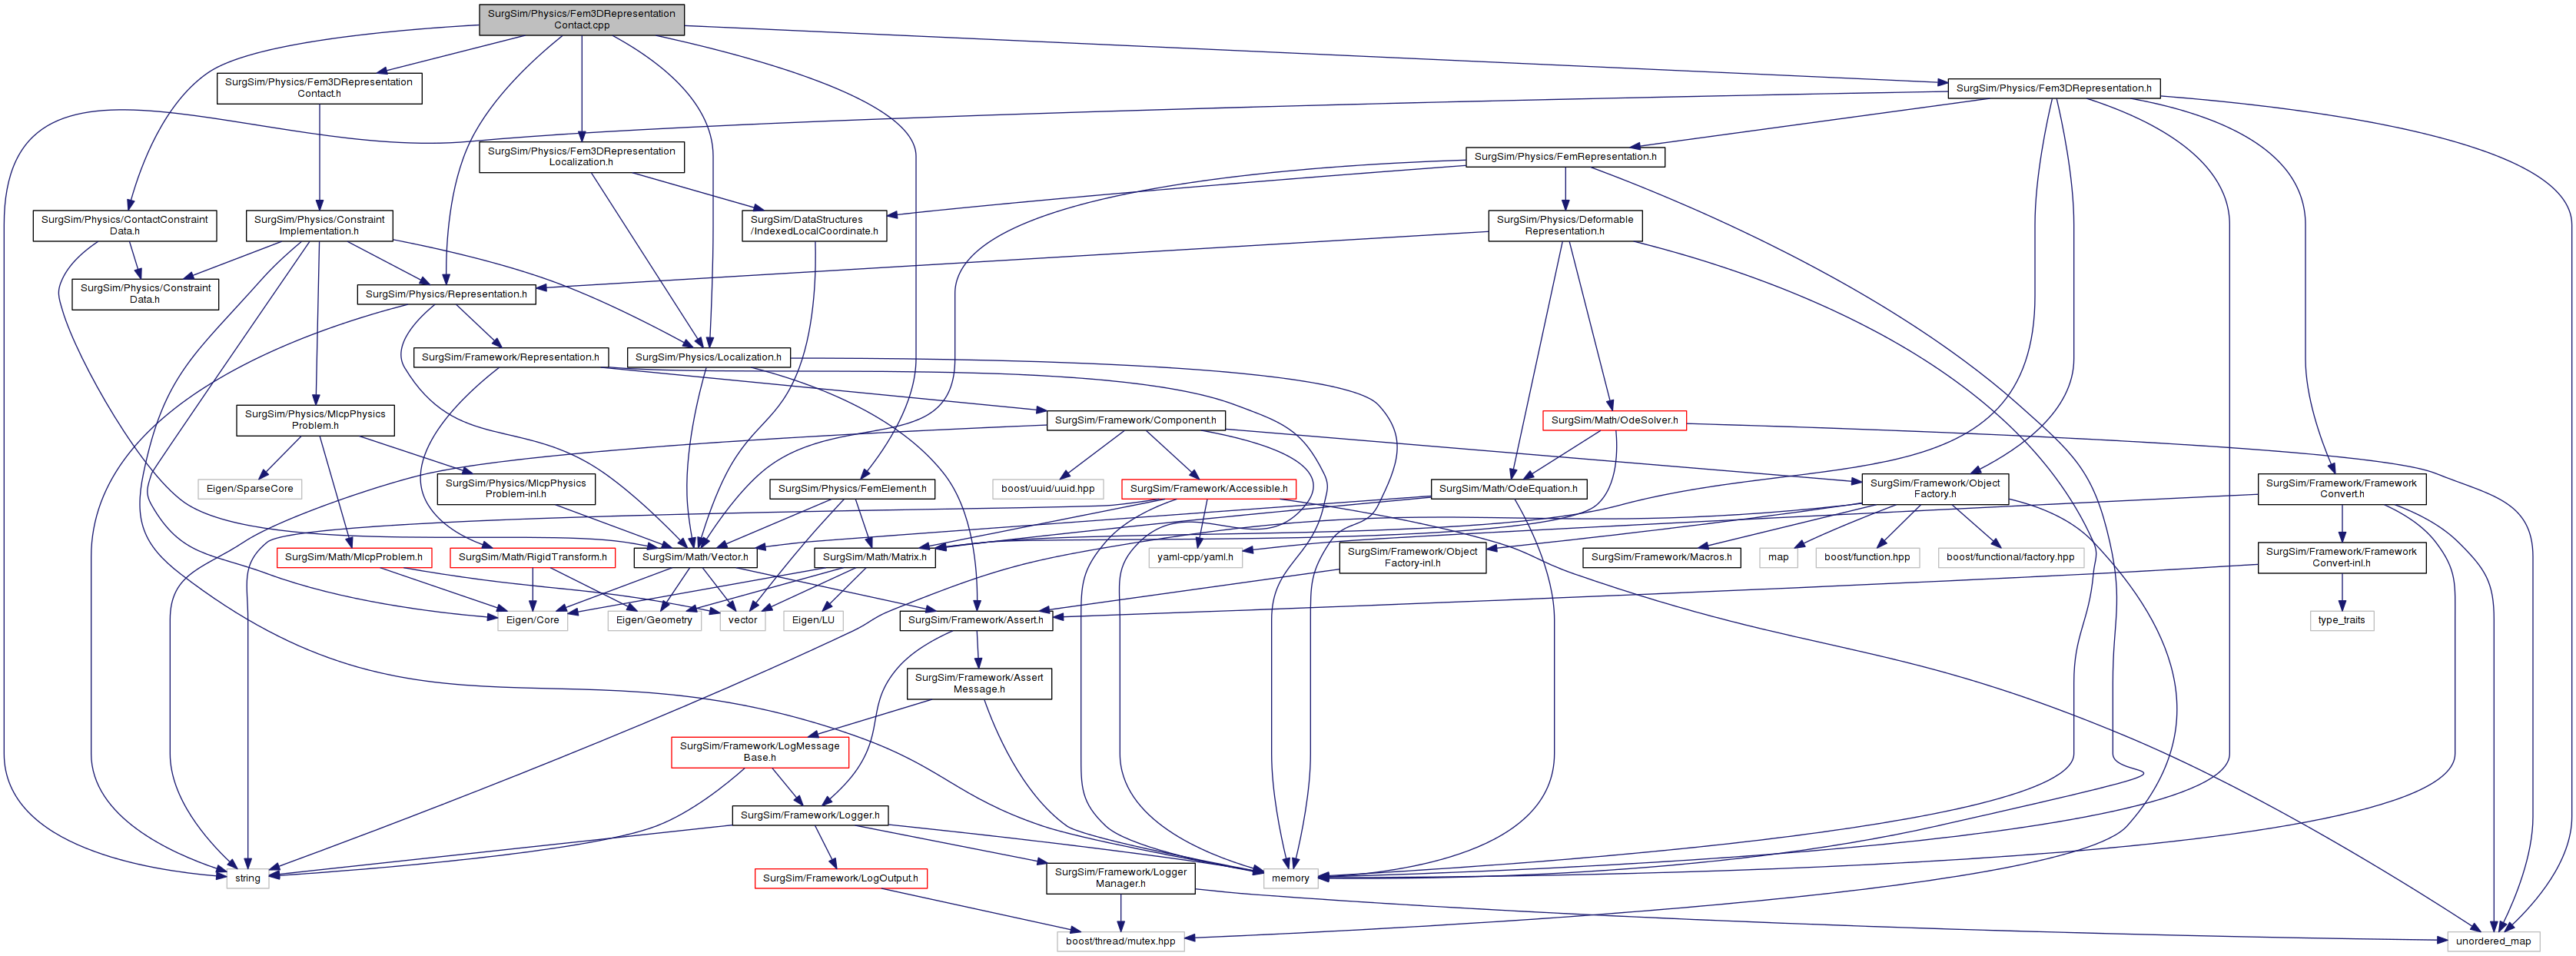 SurgSim/Physics/Fem3DRepresentation
Contact.cpp
SurgSim/Physics/Fem3DRepresentation
Contact.h
SurgSim/Physics/Fem3DRepresentation.h
SurgSim/Physics/Fem3DRepresentation
Localization.h
SurgSim/Physics/FemRepresentation.h
SurgSim/Physics/ContactConstraint
Data.h
SurgSim/Physics/Constraint
Implementation.h
SurgSim/DataStructures
/IndexedLocalCoordinate.h
SurgSim/Physics/Deformable
Representation.h
SurgSim/Physics/Constraint
Data.h
SurgSim/Physics/Representation.h
SurgSim/Framework/Representation.h
SurgSim/Physics/Localization.h
SurgSim/Physics/MlcpPhysics
Problem.h
SurgSim/Framework/Component.h
SurgSim/Math/OdeSolver.h
Eigen/SparseCore
SurgSim/Physics/MlcpPhysics
Problem-inl.h
SurgSim/Physics/FemElement.h
boost/uuid/uuid.hpp
SurgSim/Framework/Accessible.h
SurgSim/Math/OdeEquation.h
SurgSim/Framework/Object
Factory.h
SurgSim/Framework/Framework
Convert.h
SurgSim/Math/MlcpProblem.h
SurgSim/Math/RigidTransform.h
SurgSim/Math/Vector.h
SurgSim/Math/Matrix.h
yaml-cpp/yaml.h
SurgSim/Framework/Object
Factory-inl.h
SurgSim/Framework/Macros.h
map
boost/function.hpp
boost/functional/factory.hpp
SurgSim/Framework/Framework
Convert-inl.h
Eigen/Core
Eigen/Geometry
vector
Eigen/LU
SurgSim/Framework/Assert.h
type_traits
SurgSim/Framework/Assert
Message.h
SurgSim/Framework/LogMessage
Base.h
SurgSim/Framework/Logger.h
string
SurgSim/Framework/LogOutput.h
SurgSim/Framework/Logger
Manager.h
memory
boost/thread/mutex.hpp
unordered_map